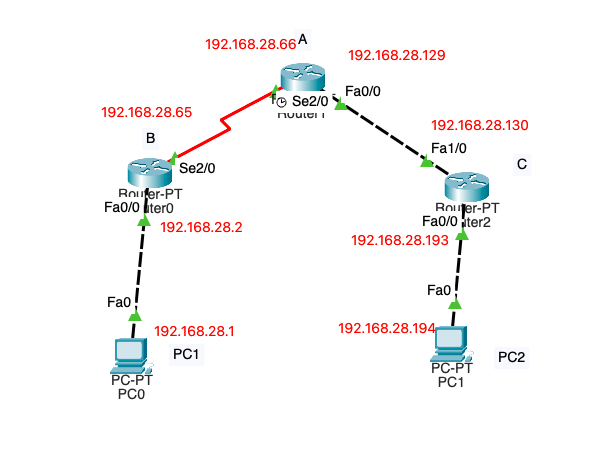 A
192.168.28.66
192.168.28.129
Fa0/0
Se2/0
192.168.28.65
192.168.28.130
B
Fa1/0
C
Se2/0
Router-PT
Fa0/0
192.168.28.2
Fa0/0
192.168.28.193
Fa0
Fa0
192.168.28.1
192.168.28.194
PC1
PC2
PC-PT
PC0
PC-PT
PC1